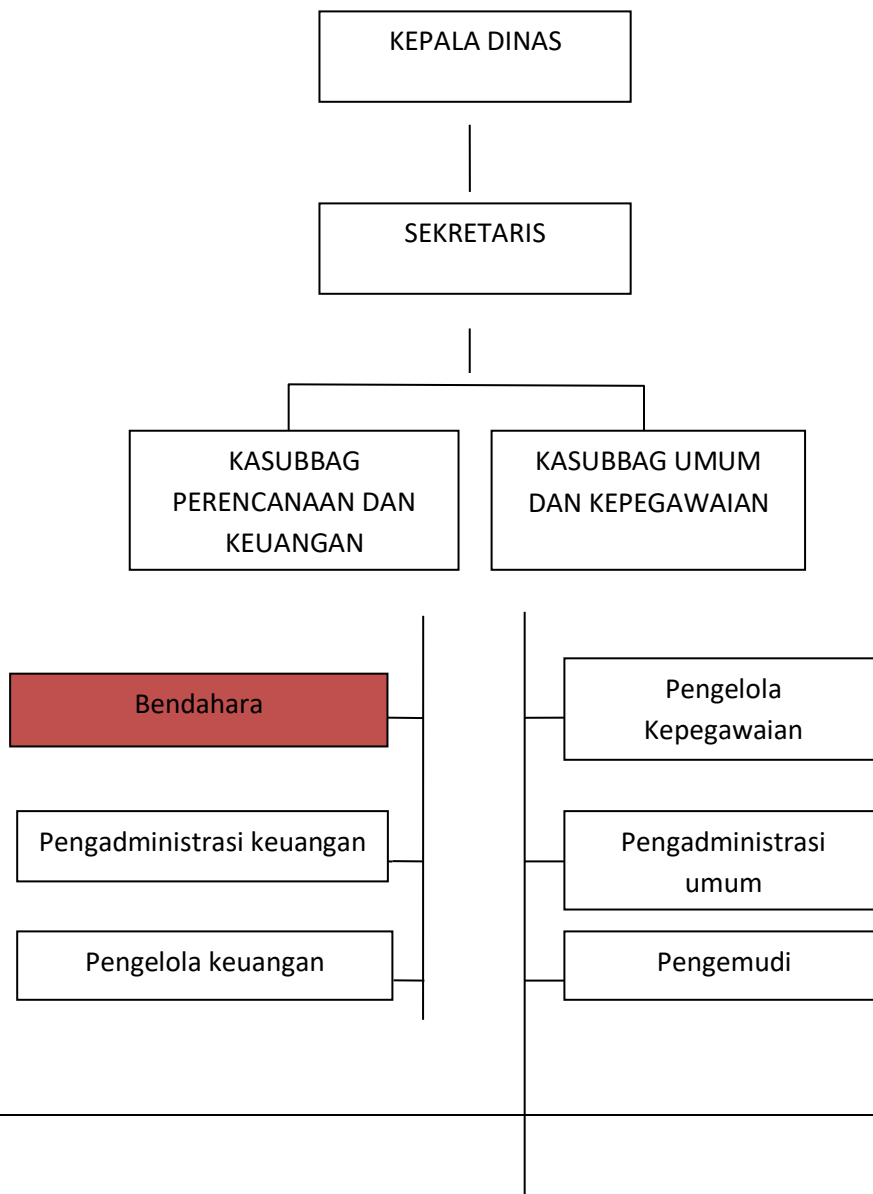 KEPALA DINAS
SEKRETARIS
KASUBBAG
PERENCANAAN DAN
KEUANGAN
KASUBBAG UMUM
DAN KEPEGAWAIAN
Bendahara
Pengelola
Kepegawaian
Pengadministrasi keuangan
Pengadministrasi
umum
Pengelola keuangan
Pengemudi